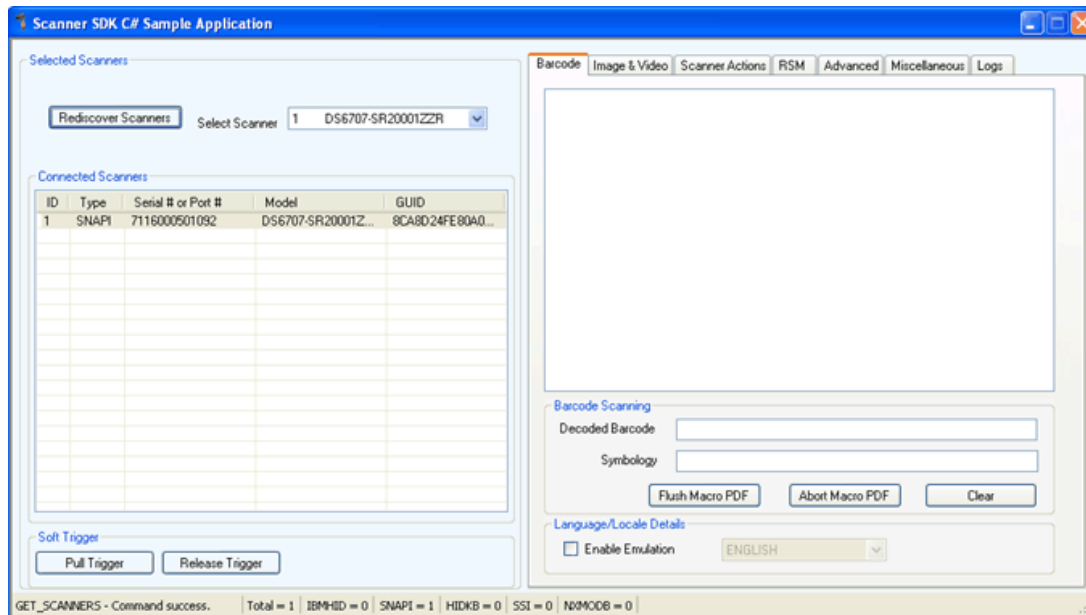 Scanner SDK C# Sample Application
Selected Scanners
Rediscover Scanners Select Scanner 1 DS6707-SR20001ZZR
Connected Scanners
ID Type Serial # or Port # Model GUID
1 SNAPI 7116000501092 DS6707-SR20001Z... 8CA8D24FE80A0...
Soft Trigger
Pull Trigger Release Trigger
Barcode Image & Video Scanner Actions RSM Advanced Miscellaneous Logs
Barcode Scanning
Decoded Barcode
Symbology
Flush Macro PDF Abort Macro PDF Clear
Language/Locale Details
Enable Emulation ENGLISH
GET_SCANNERS - Command success. Total = 1 IBMHID = 0 SNAPI = 1 HIDKB = 0 SSI = 0 NXMODB = 0